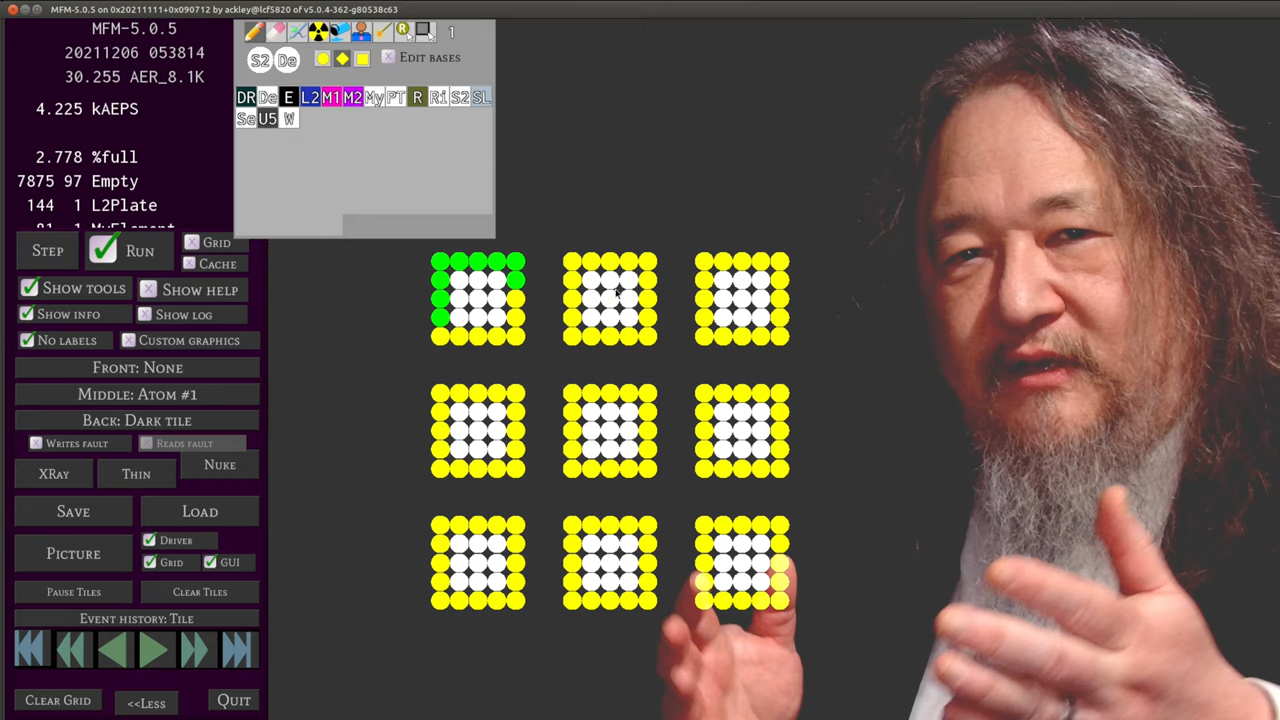 MFM-5.0.5 on 0x20211111+0x090712/ by ackley@lcf5820 of v5.0.4-362-g80538c63
MFM-5.0.5
20211206 053814
30.255 AER_8.1K
4.225 kAEPS
2.778 %full
7875 97 Empty
144 1 L2Plate
81 1 MyElement
R 1
S2 De Edit bases
DR De E L2 M1 M2 My PT R Ri S2 SL
Se U5 W
Step Run Grid
Cache
Show tools Show help
Show info Show log
No labels Custom graphics
Front: None
Middle: Atom #1
Back: Dark tile
Writes fault Reads fault
XRay Thin Nuke
Save Load
Picture Driver
Grid GUI
Pause Tiles Clear Tiles
Event history: Tile
Clear Grid <<Less Quit